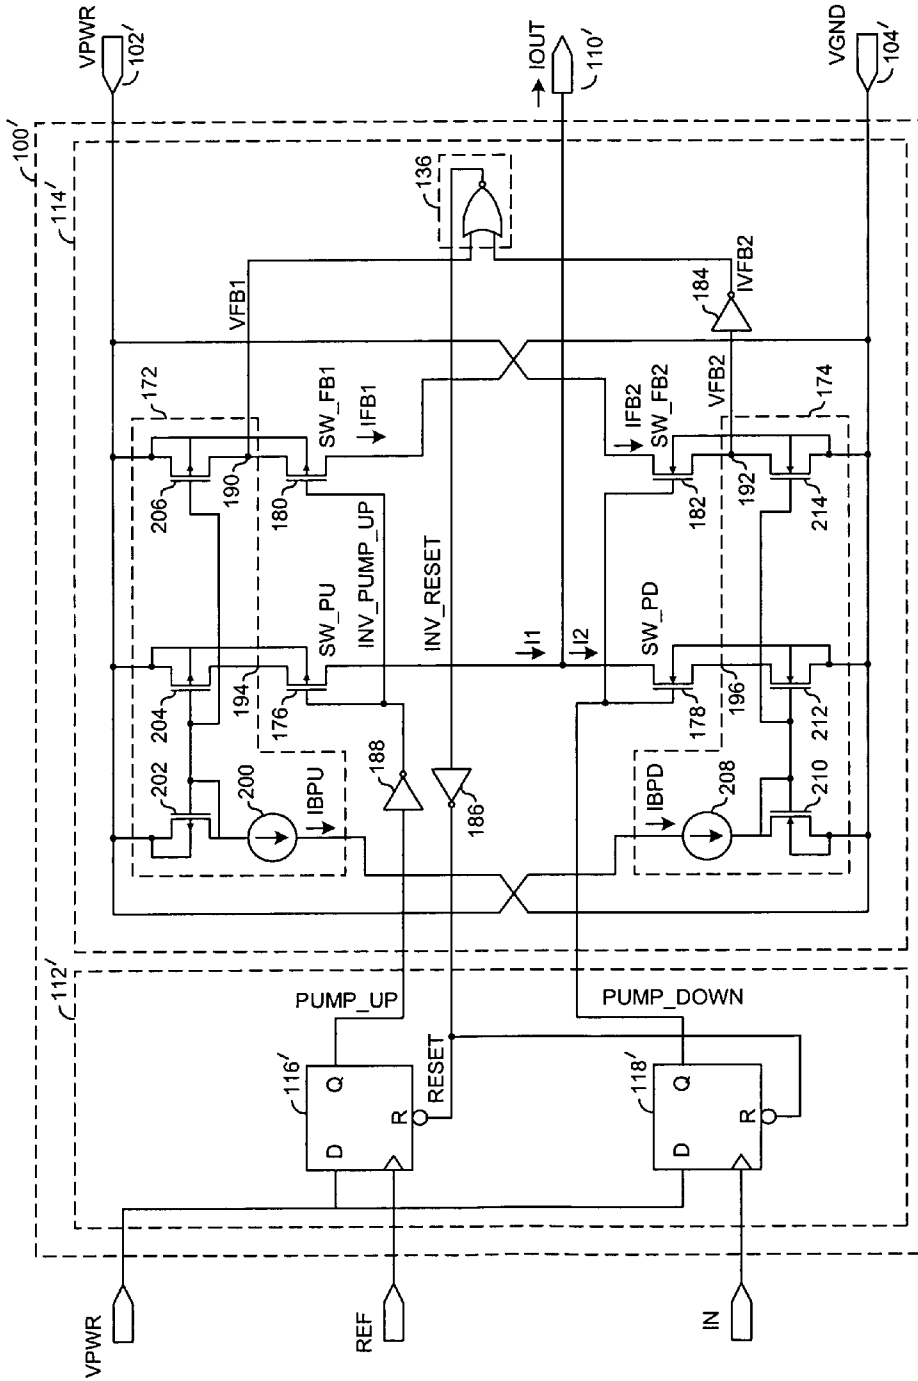 100′
114′
112′
VPWR
102′
IOUT
110′
VGND
104′
136
VFB1
IVFB2
184
VFB2
172
174
206
190
180
SW_FB1
IFB1
IFB2
SW_FB2
182
192
214
INV_PUMP_UP
INV_RESET
SW_PU
I1
I2
SW_PD
204
194
176
178
196
212
202
200
IBPU
188
186
IBPD
208
210
PUMP_UP
PUMP_DOWN
116′
D
Q
R
RESET
118′
D
Q
R
VPWR
REF
IN